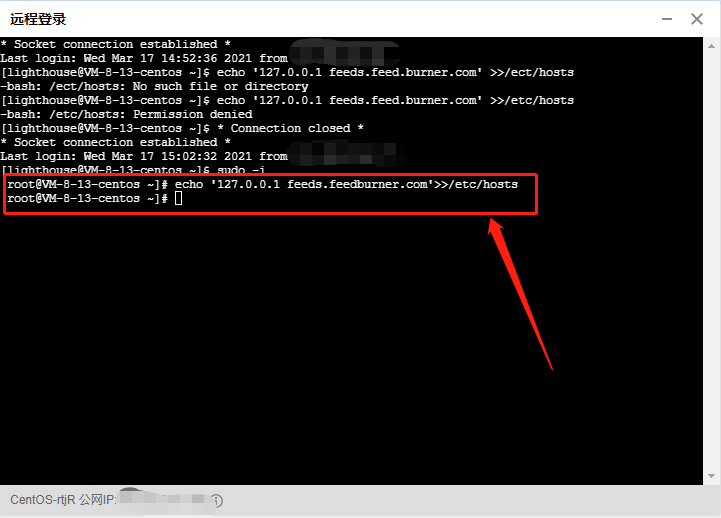 远程登录
* Socket connection established *
Last login: Wed Mar 17 14:52:36 2021 from
[lighthouse@VM-8-13-centos ~]$ echo '127.0.0.1 feeds.feed.burner.com' >>/ect/hosts
-bash: /ect/hosts: No such file or directory
[lighthouse@VM-8-13-centos ~]$ echo '127.0.0.1 feeds.feed.burner.com' >>/etc/hosts
-bash: /etc/hosts: Permission denied
[lighthouse@VM-8-13-centos ~]$ * Connection closed *
* Socket connection established *
Last login: Wed Mar 17 15:02:32 2021 from
[lighthouse@VM-8-13-centos ~]$ sudo -i
root@VM-8-13-centos ~]# echo '127.0.0.1 feeds.feedburner.com'>>/etc/hosts
root@VM-8-13-centos ~]#
CentOS-rtjR 公网IP: